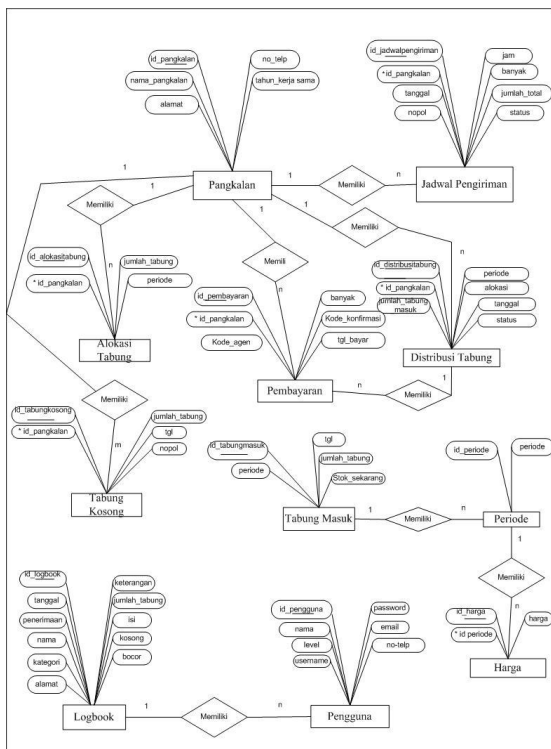 id_pangkalan
nama_pangkalan
alamat
no_telp
tahun_kerja sama
id_jadwalpengiriman
*id_pangkalan
tanggal
nopol
jam
banyak
jumlah_total
status
1
1
Pangkalan
1
Memiliki
n
Jadwal Pengiriman
1
1
Memiliki
Memiliki
n
id_alokasitabung
* id_pangkalan
jumlah_tabung
periode
Alokasi
Tabung
Memili
n
id_pembayaran
* id_pangkalan
Kode_agen
banyak
Kode_konfirmasi
tgl_bayar
Pembayaran
n
id_distribusitabung
* id_pangkalan
jumlah_tabung
masuk
periode
alokasi
tanggal
status
Distribusi Tabung
n
Memiliki
1
Memiliki
m
id_tabungkosong
* id_pangkalan
jumlah_tabung
tgl
nopol
Tabung
Kosong
id_tabungmasuk
periode
tgl
jumlah_tabung
Stok_sekarang
Tabung Masuk
1
Memiliki
n
id_periode
periode
Periode
1
Memiliki
n
id_harga
* id periode
harga
Harga
id_logbook
tanggal
penerimaan
nama
kategori
alamat
keterangan
jumlah_tabung
isi
kosong
bocor
Logbook
1
Memiliki
n
id_pengguna
nama
level
username
password
email
no-telp
Pengguna